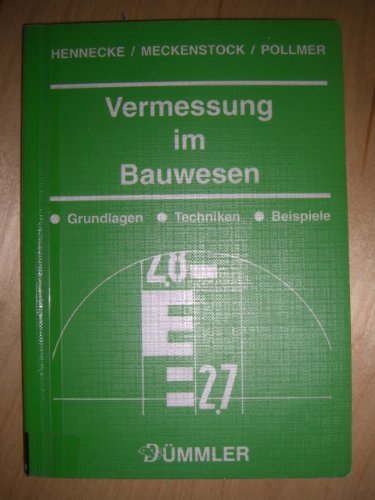 HENNECKE / MECKENSTOCK / POLLMER
Vermessung
im
Bauwesen
● Grundlagen ● Techniken ● Beispiele
2.8
2.7
DÜMMLER